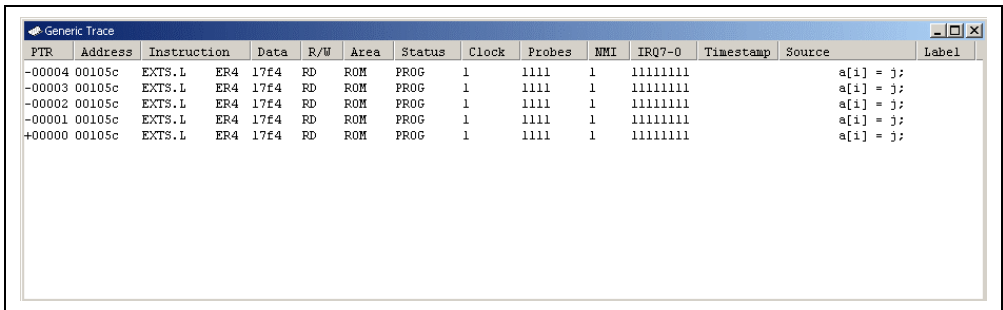 Generic Trace
PTR Address Instruction Data R/W Area Status Clock Probes NMI IRQ7-0 Timestamp Source Label
-00004 00105c EXTS.L ER4 17f4 RD ROM PROG 1 1111 1 11111111 a[i] = j;
-00003 00105c EXTS.L ER4 17f4 RD ROM PROG 1 1111 1 11111111 a[i] = j;
-00002 00105c EXTS.L ER4 17f4 RD ROM PROG 1 1111 1 11111111 a[i] = j;
-00001 00105c EXTS.L ER4 17f4 RD ROM PROG 1 1111 1 11111111 a[i] = j;
+00000 00105c EXTS.L ER4 17f4 RD ROM PROG 1 1111 1 11111111 a[i] = j;